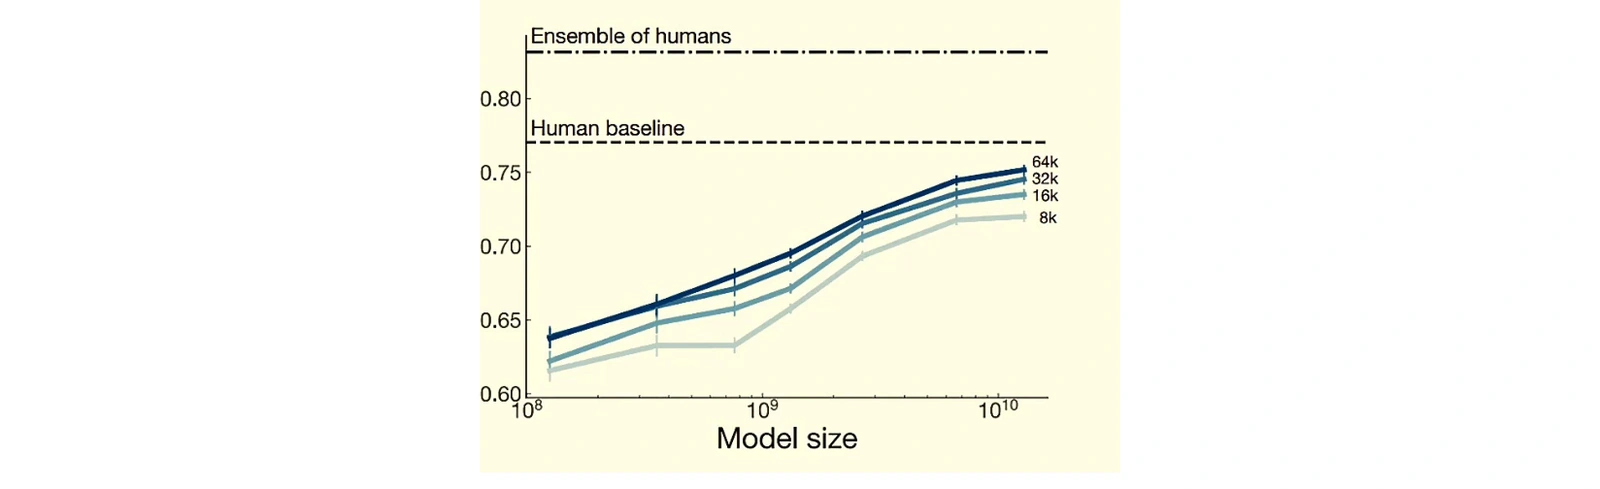 Ensemble of humans
0.80
Human baseline
0.75
64k
32k
16k
8k
0.70
0.65
0.60
10⁸ 10⁹ 10¹⁰
Model size